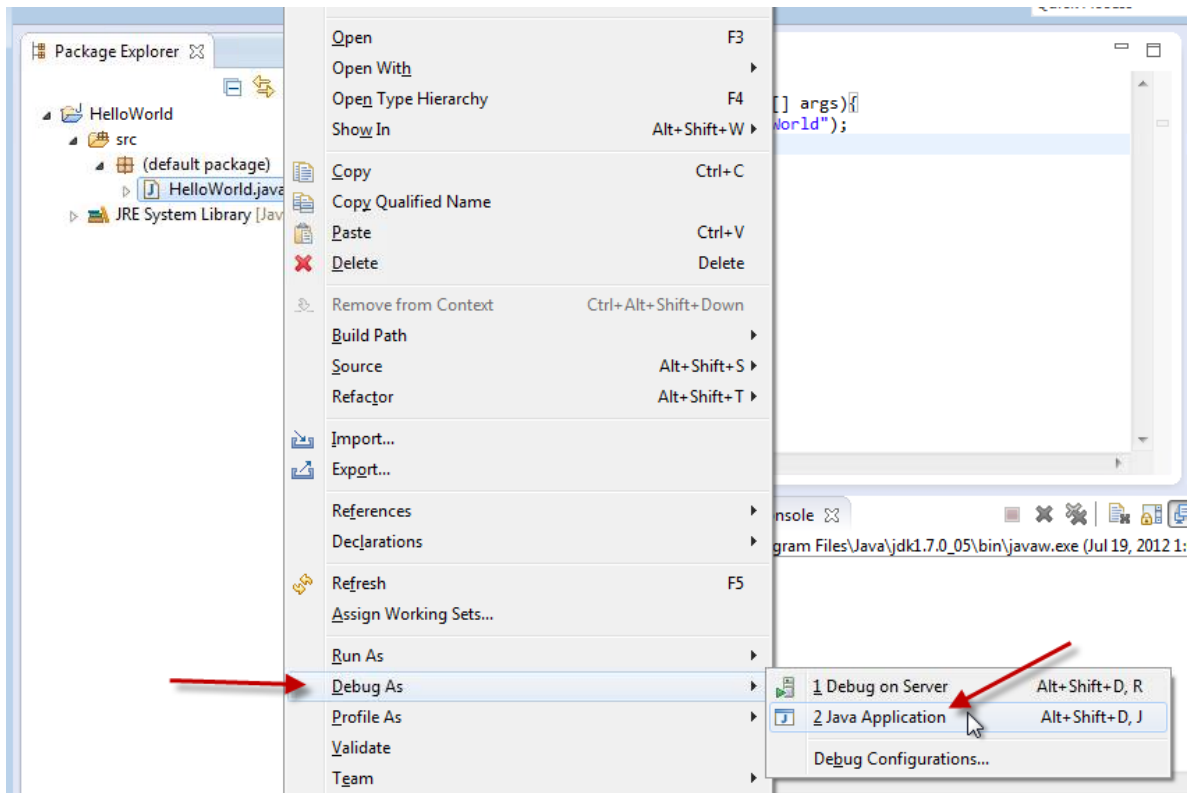 Package Explorer
HelloWorld
src
(default package)
HelloWorld.java
JRE System Library [Jav
Open F3
Open With
Open Type Hierarchy F4
Show In Alt+Shift+W
Copy Ctrl+C
Copy Qualified Name
Paste Ctrl+V
Delete Delete
Remove from Context Ctrl+Alt+Shift+Down
Build Path
Source Alt+Shift+S
Refactor Alt+Shift+T
Import...
Export...
References
Declarations
Refresh F5
Assign Working Sets...
Run As
Debug As
Profile As
Validate
Team
[] args){
World");
nsole
gram Files\Java\jdk1.7.0_05\bin\javaw.exe (Jul 19, 2012 1:
1 Debug on Server Alt+Shift+D, R
2 Java Application Alt+Shift+D, J
Debug Configurations...